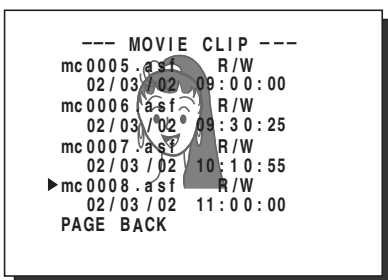 --- MOVIE CLIP ---
mc0005.asf R/W
02/03/02 09:00:00
mc0006.asf R/W
02/03/02 09:30:25
mc0007.asf R/W
02/03/02 10:10:55
▶mc0008.asf R/W
02/03/02 11:00:00
PAGE BACK